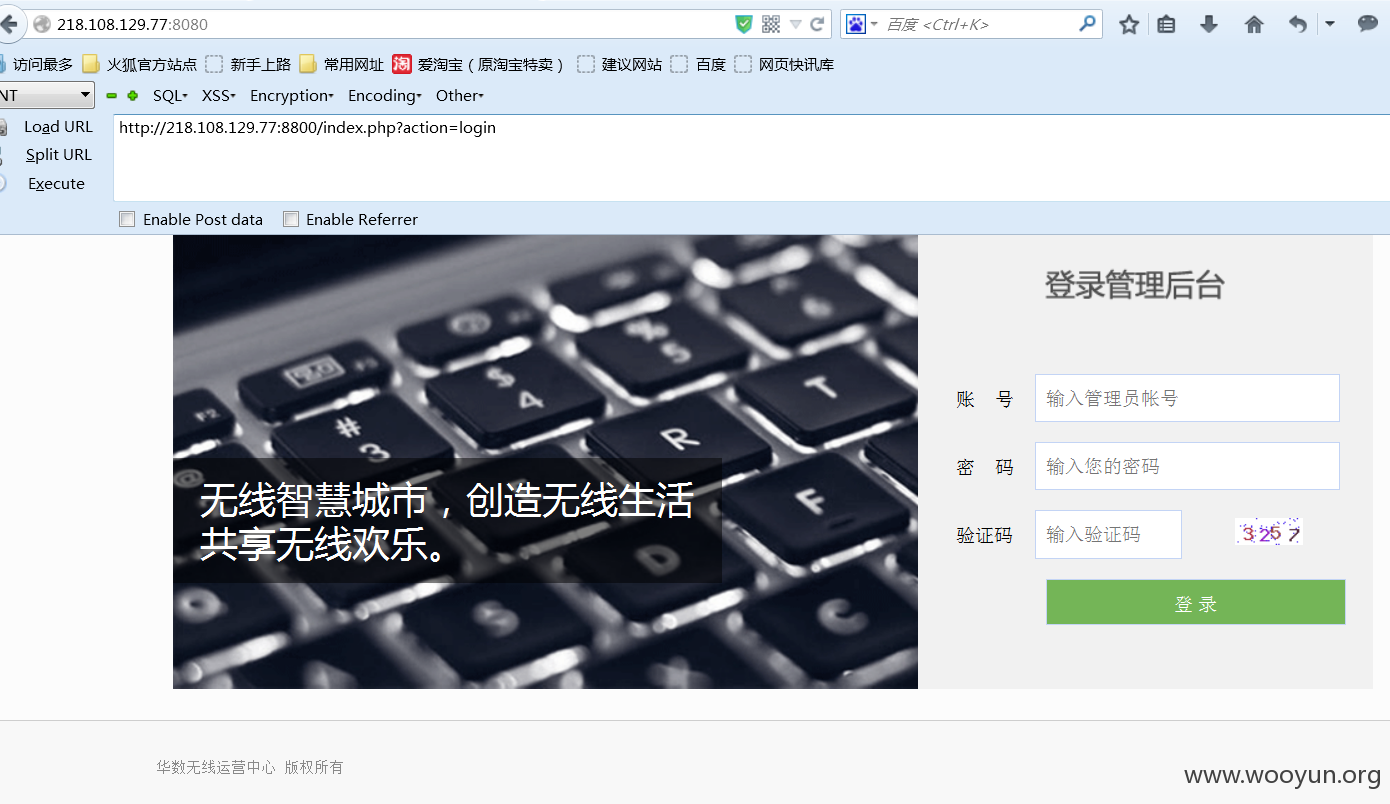 218.108.129.77:8080
百度 <Ctrl+K>
访问最多 火狐官方站点 新手上路 常用网址 淘 爱淘宝（原淘宝特卖） 建议网站 百度 网页快讯库
NT SQL XSS Encryption Encoding Other
Load URL http://218.108.129.77:8800/index.php?action=login
Split URL
Execute
Enable Post data Enable Referrer
登录管理后台
账 号 输入管理员帐号
密 码 输入您的密码
验证码 输入验证码 3257
登 录
F2
F3
$
4
%
5
#
3
@
T
R
F
D
S
C
无线智慧城市，创造无线生活
共享无线欢乐。
华数无线运营中心 版权所有
www.wooyun.org